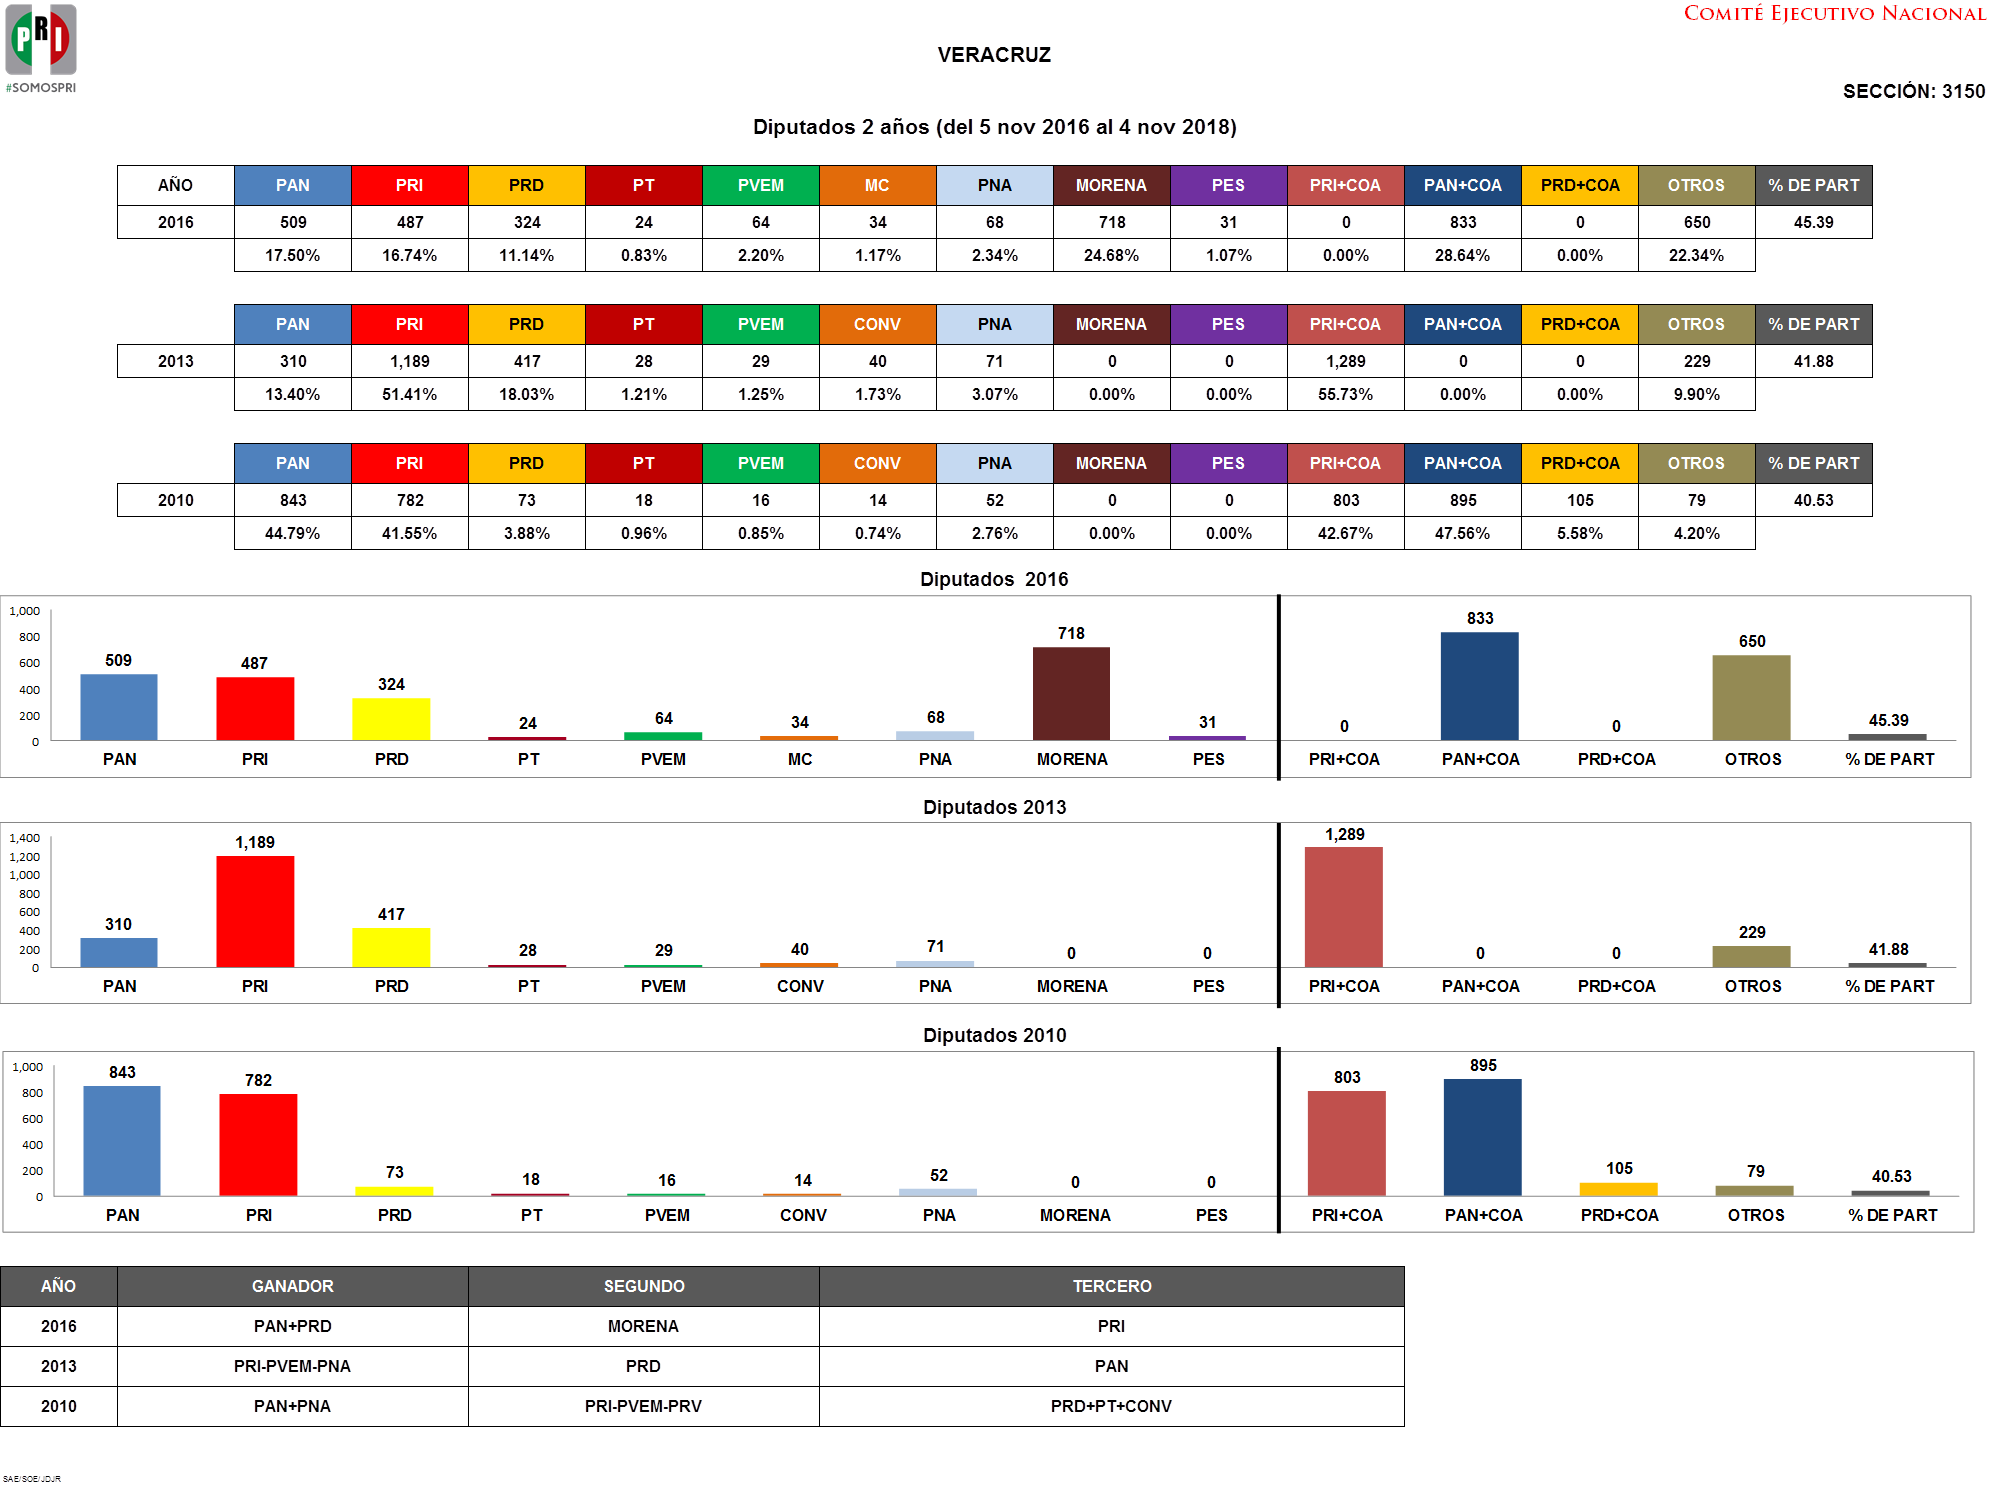 PRI
#SOMOSPRI
COMITÉ EJECUTIVO NACIONAL
VERACRUZ
SECCIÓN: 3150
Diputados 2 años (del 5 nov 2016 al 4 nov 2018)
AÑO PAN PRI PRD PT PVEM MC PNA MORENA PES PRI+COA PAN+COA PRD+COA OTROS % DE PART
2016 509 487 324 24 64 34 68 718 31 0 833 0 650 45.39
17.50% 16.74% 11.14% 0.83% 2.20% 1.17% 2.34% 24.68% 1.07% 0.00% 28.64% 0.00% 22.34%
PAN PRI PRD PT PVEM CONV PNA MORENA PES PRI+COA PAN+COA PRD+COA OTROS % DE PART
2013 310 1,189 417 28 29 40 71 0 0 1,289 0 0 229 41.88
13.40% 51.41% 18.03% 1.21% 1.25% 1.73% 3.07% 0.00% 0.00% 55.73% 0.00% 0.00% 9.90%
PAN PRI PRD PT PVEM CONV PNA MORENA PES PRI+COA PAN+COA PRD+COA OTROS % DE PART
2010 843 782 73 18 16 14 52 0 0 803 895 105 79 40.53
44.79% 41.55% 3.88% 0.96% 0.85% 0.74% 2.76% 0.00% 0.00% 42.67% 47.56% 5.58% 4.20%
Diputados 2016
1,000
800
600
400
200
0
509 487 324 24 64 34 68 718 31 0 833 0 650 45.39
PAN PRI PRD PT PVEM MC PNA MORENA PES PRI+COA PAN+COA PRD+COA OTROS % DE PART
Diputados 2013
1,400
1,200
1,000
800
600
400
200
0
310 1,189 417 28 29 40 71 0 0 1,289 0 0 229 41.88
PAN PRI PRD PT PVEM CONV PNA MORENA PES PRI+COA PAN+COA PRD+COA OTROS % DE PART
Diputados 2010
1,000
800
600
400
200
0
843 782 73 18 16 14 52 0 0 803 895 105 79 40.53
PAN PRI PRD PT PVEM CONV PNA MORENA PES PRI+COA PAN+COA PRD+COA OTROS % DE PART
AÑO GANADOR SEGUNDO TERCERO
2016 PAN+PRD MORENA PRI
2013 PRI-PVEM-PNA PRD PAN
2010 PAN+PNA PRI-PVEM-PRV PRD+PT+CONV
SAE/SOE/JDJR